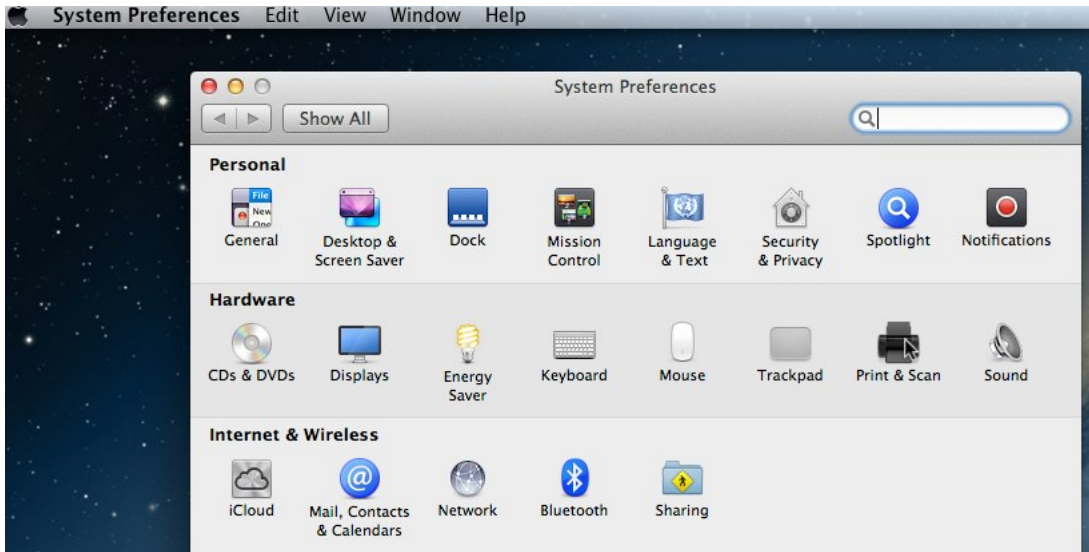 System Preferences Edit View Window Help
System Preferences
Show All
Personal
File
New
General
Desktop &
Screen Saver
Dock
Mission
Control
Language
& Text
Security
& Privacy
Spotlight
Notifications
Hardware
CDs & DVDs
Displays
Energy
Saver
Keyboard
Mouse
Trackpad
Print & Scan
Sound
Internet & Wireless
iCloud
@
Mail, Contacts
& Calendars
Network
Bluetooth
Sharing